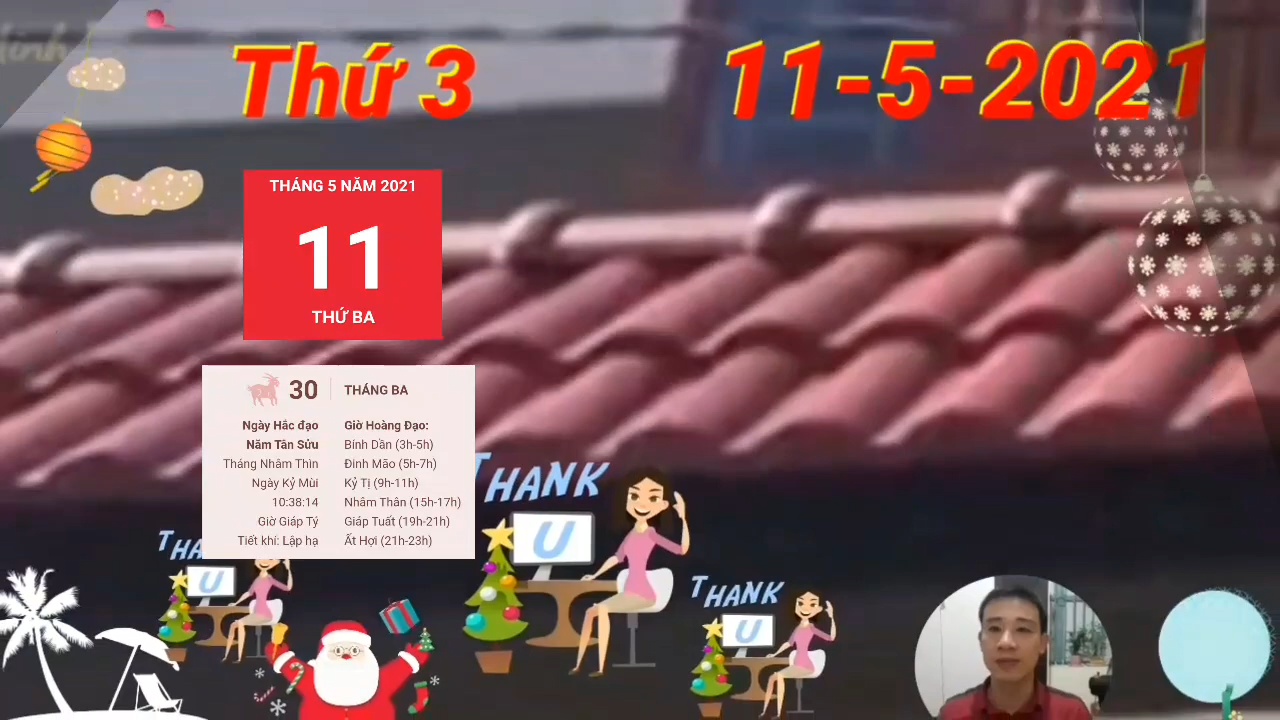 Thứ 3
11-5-2021
THÁNG 5 NĂM 2021
11
THỨ BA
30
THÁNG BA
Ngày Hắc đạo
Năm Tân Sửu
Tháng Nhâm Thìn
Ngày Kỷ Mùi
10:38:14
Giờ Giáp Tý
Tiết khí: Lập hạ
Giờ Hoàng Đạo:
Bính Dần (3h-5h)
Đinh Mão (5h-7h)
Kỷ Tị (9h-11h)
Nhâm Thân (15h-17h)
Giáp Tuất (19h-21h)
Ất Hợi (21h-23h)
THANK
U
THA
U
THANK
U